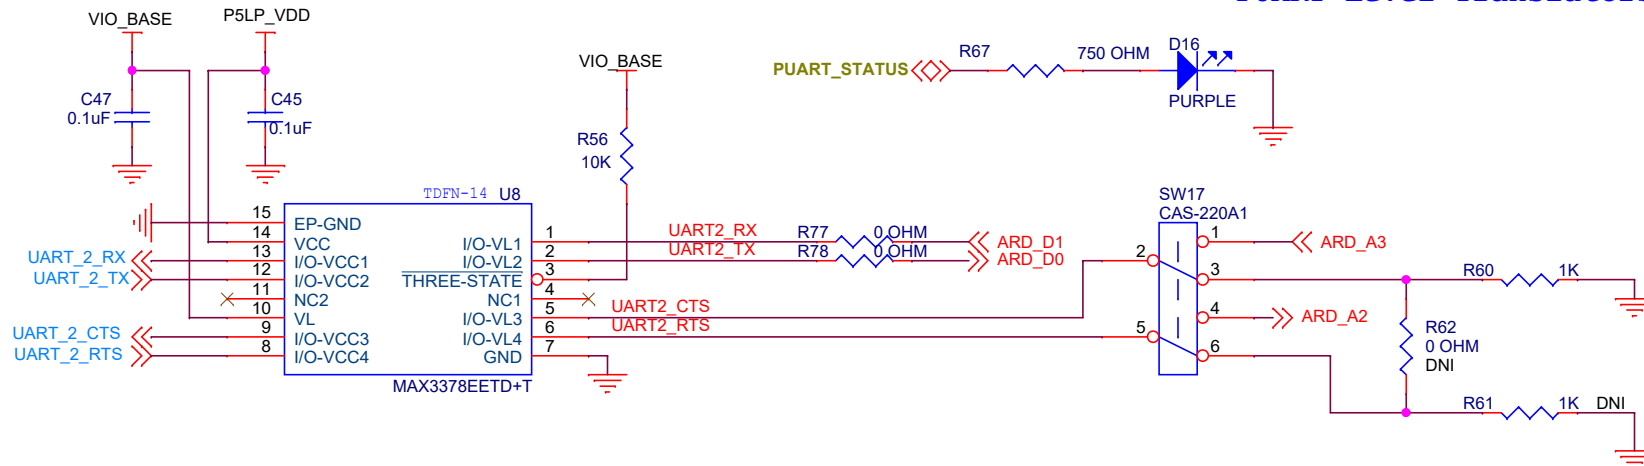 VIO_BASE
P5LP_VDD
C47
0.1uF
C45
0.1uF
VIO_BASE
R56
10K
PUART_STATUS
R67
750 OHM
D16
PURPLE
TDFN-14
U8
15
EP-GND
14
VCC
UART_2_RX
13
I/O-VCC1
UART_2_TX
12
I/O-VCC2
11
NC2
10
VL
UART_2_CTS
9
I/O-VCC3
UART_2_RTS
8
I/O-VCC4
I/O-VL1
1
UART2_RX
R77
0 OHM
ARD_D1
I/O-VL2
2
UART2_TX
R78
0 OHM
ARD_D0
THREE-STATE
3
NC1
4
I/O-VL3
5
UART2_CTS
I/O-VL4
6
UART2_RTS
GND
7
MAX3378EETD+T
SW17
CAS-220A1
2
5
1
ARD_A3
3
4
ARD_A2
6
R60
1K
R62
0 OHM
DNI
R61
1K
DNI